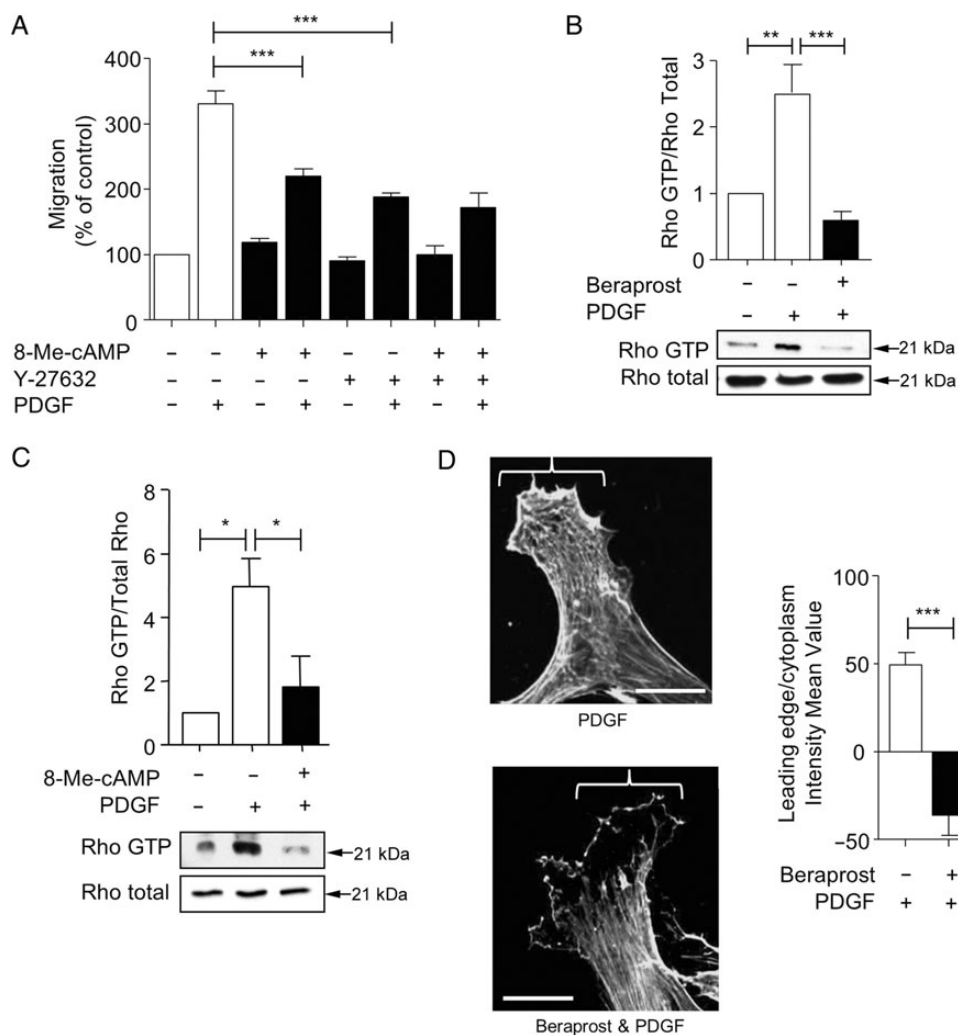 A
*** 
***
400
300
200
100
0
Migration
(% of control)
8-Me-cAMP – – + + – – + +
Y-27632 – – – – + + + +
PDGF – + – + – + – +
B
** ***
3
2
1
0
Rho GTP/Rho Total
Beraprost – – +
PDGF – + +
Rho GTP 21 kDa
Rho total 21 kDa
C
* *
8
6
4
2
0
Rho GTP/Total Rho
8-Me-cAMP – – +
PDGF – + +
Rho GTP 21 kDa
Rho total 21 kDa
D
PDGF
Beraprost & PDGF
100
50
0
–50
***
Leading edge/cytoplasm
Intensity Mean Value
Beraprost – +
PDGF + +